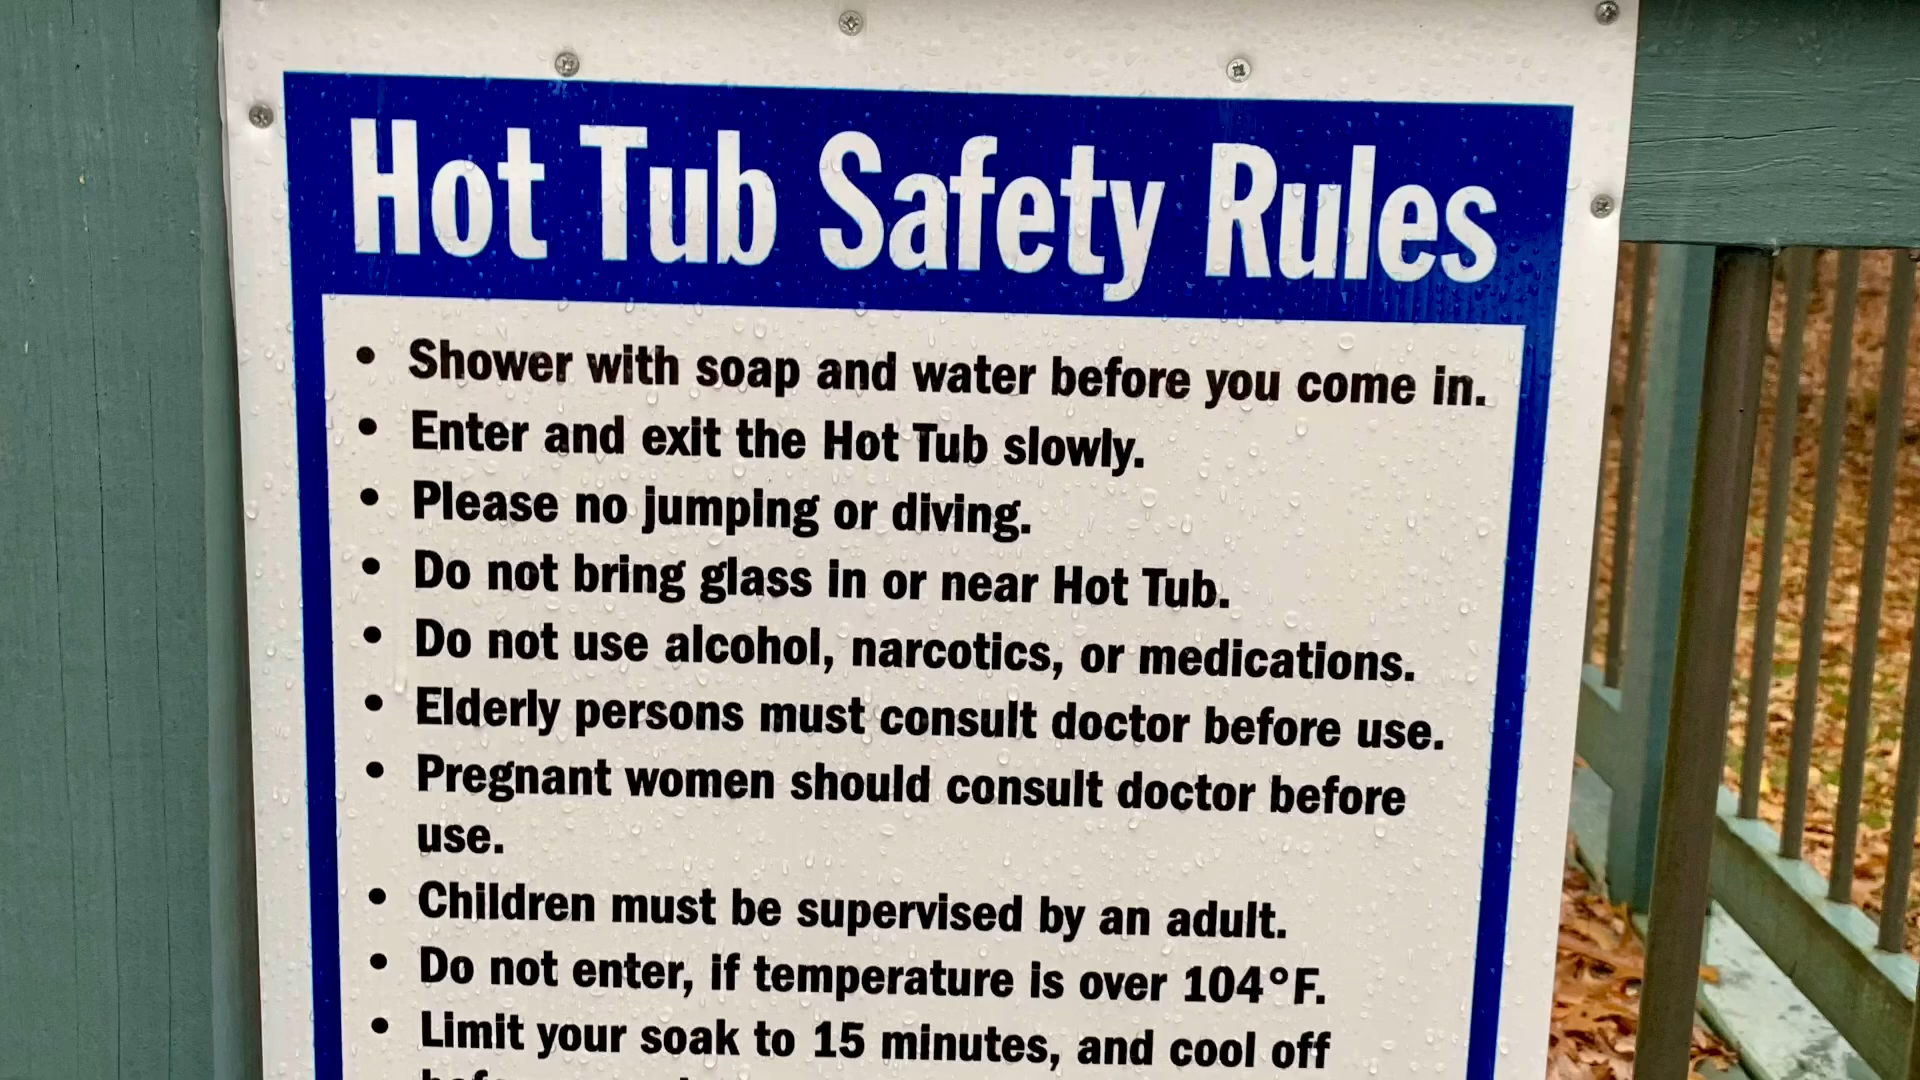 Hot Tub Safety Rules
• Shower with soap and water before you come in.
• Enter and exit the Hot Tub slowly.
• Please no jumping or diving.
• Do not bring glass in or near Hot Tub.
• Do not use alcohol, narcotics, or medications.
• Elderly persons must consult doctor before use.
• Pregnant women should consult doctor before
use.
• Children must be supervised by an adult.
• Do not enter, if temperature is over 104°F.
• Limit your soak to 15 minutes, and cool off